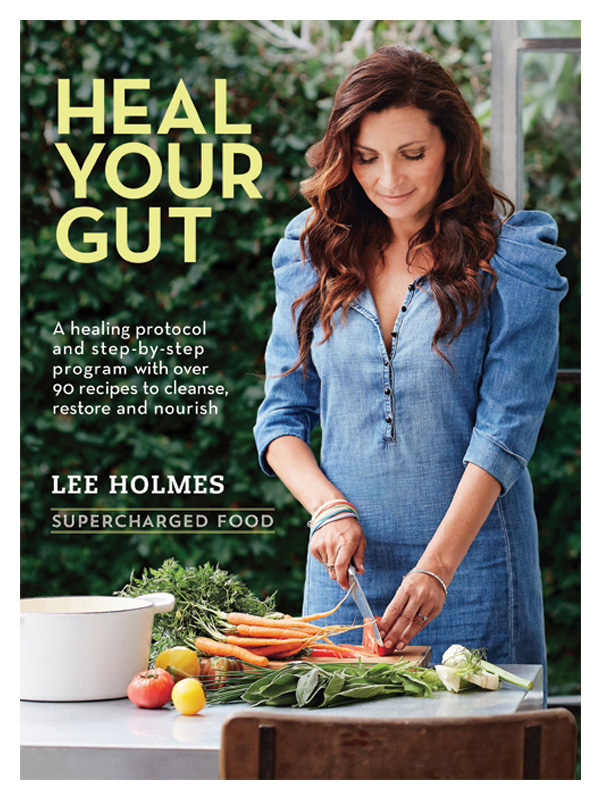 HEAL
YOUR
GUT
A healing protocol
and step-by-step
program with over
90 recipes to cleanse,
restore and nourish
LEE HOLMES
SUPERCHARGED FOOD